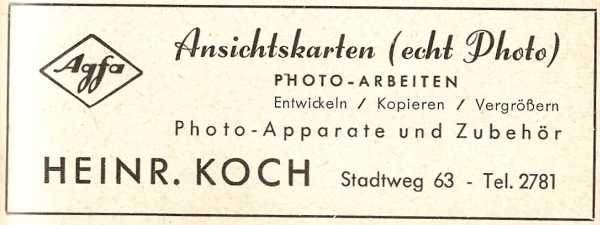 Agfa
Ansichtskarten (echt Photo)
PHOTO-ARBEITEN
Entwickeln / Kopieren / Vergrößern
Photo-Apparate und Zubehör
HEINR. KOCH Stadtweg 63 - Tel. 2781